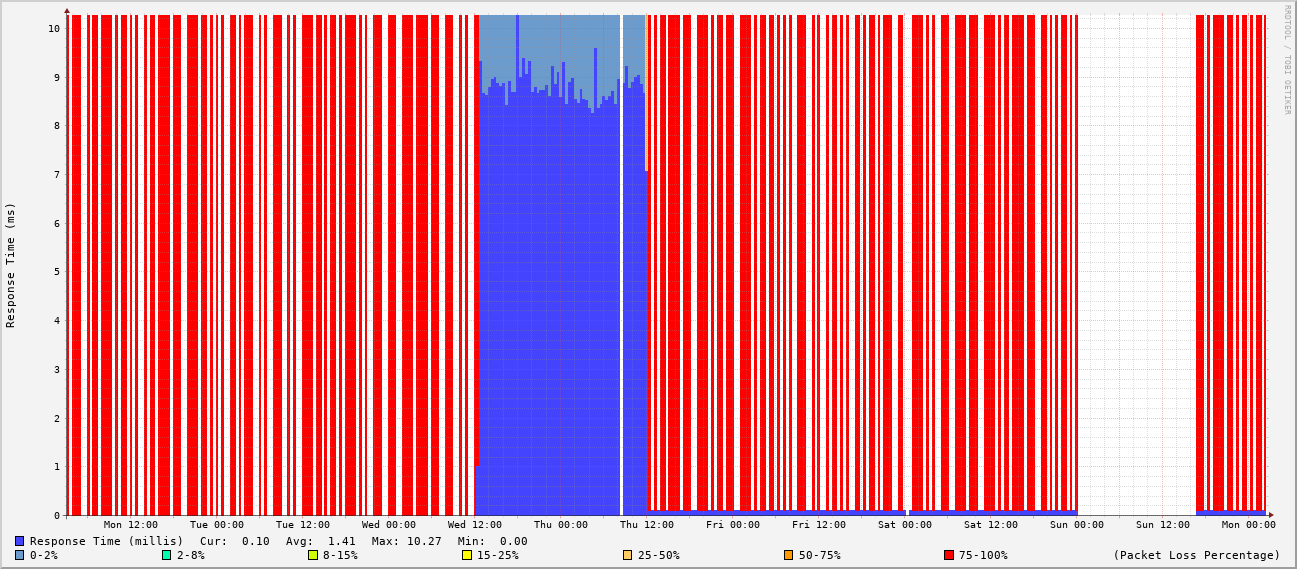 RRDTOOL / TOBI OETIKER
Response Time (ms)
10
9
8
7
6
5
4
3
2
1
0
Mon 12:00 Tue 00:00 Tue 12:00 Wed 00:00 Wed 12:00 Thu 00:00 Thu 12:00 Fri 00:00 Fri 12:00 Sat 00:00 Sat 12:00 Sun 00:00 Sun 12:00 Mon 00:00
Response Time (millis) Cur: 0.10 Avg: 1.41 Max: 10.27 Min: 0.00
0-2% 2-8% 8-15% 15-25% 25-50% 50-75% 75-100% (Packet Loss Percentage)